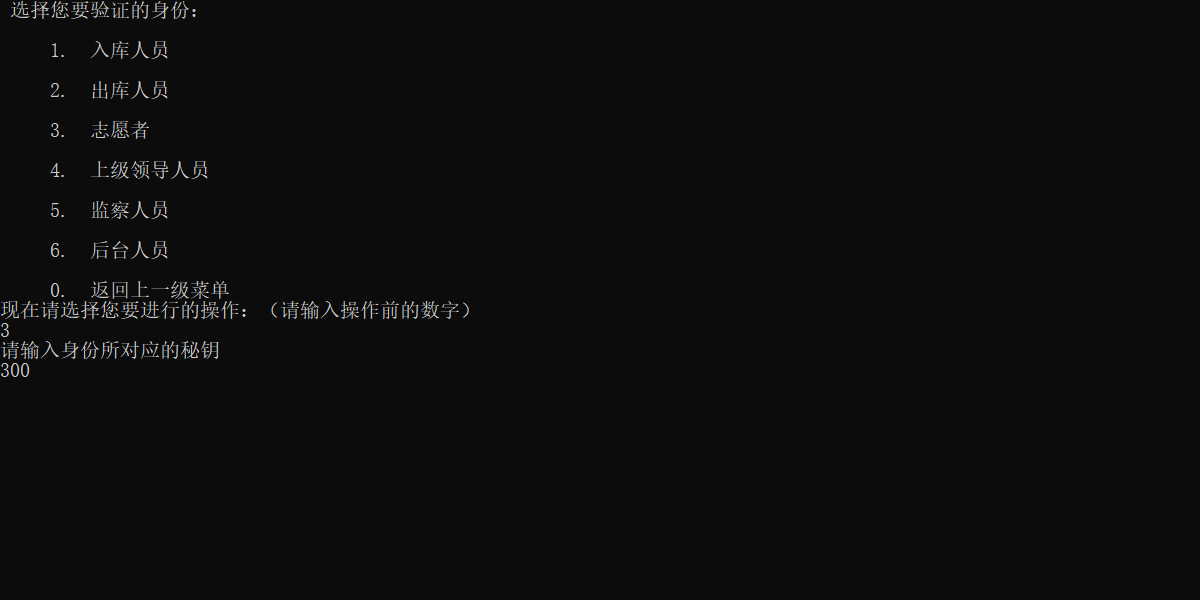 选择您要验证的身份:
1. 入库人员
2. 出库人员
3. 志愿者
4. 上级领导人员
5. 监察人员
6. 后台人员
0. 返回上一级菜单
现在请选择您要进行的操作: （请输入操作前的数字）
3
请输入身份所对应的秘钥
300